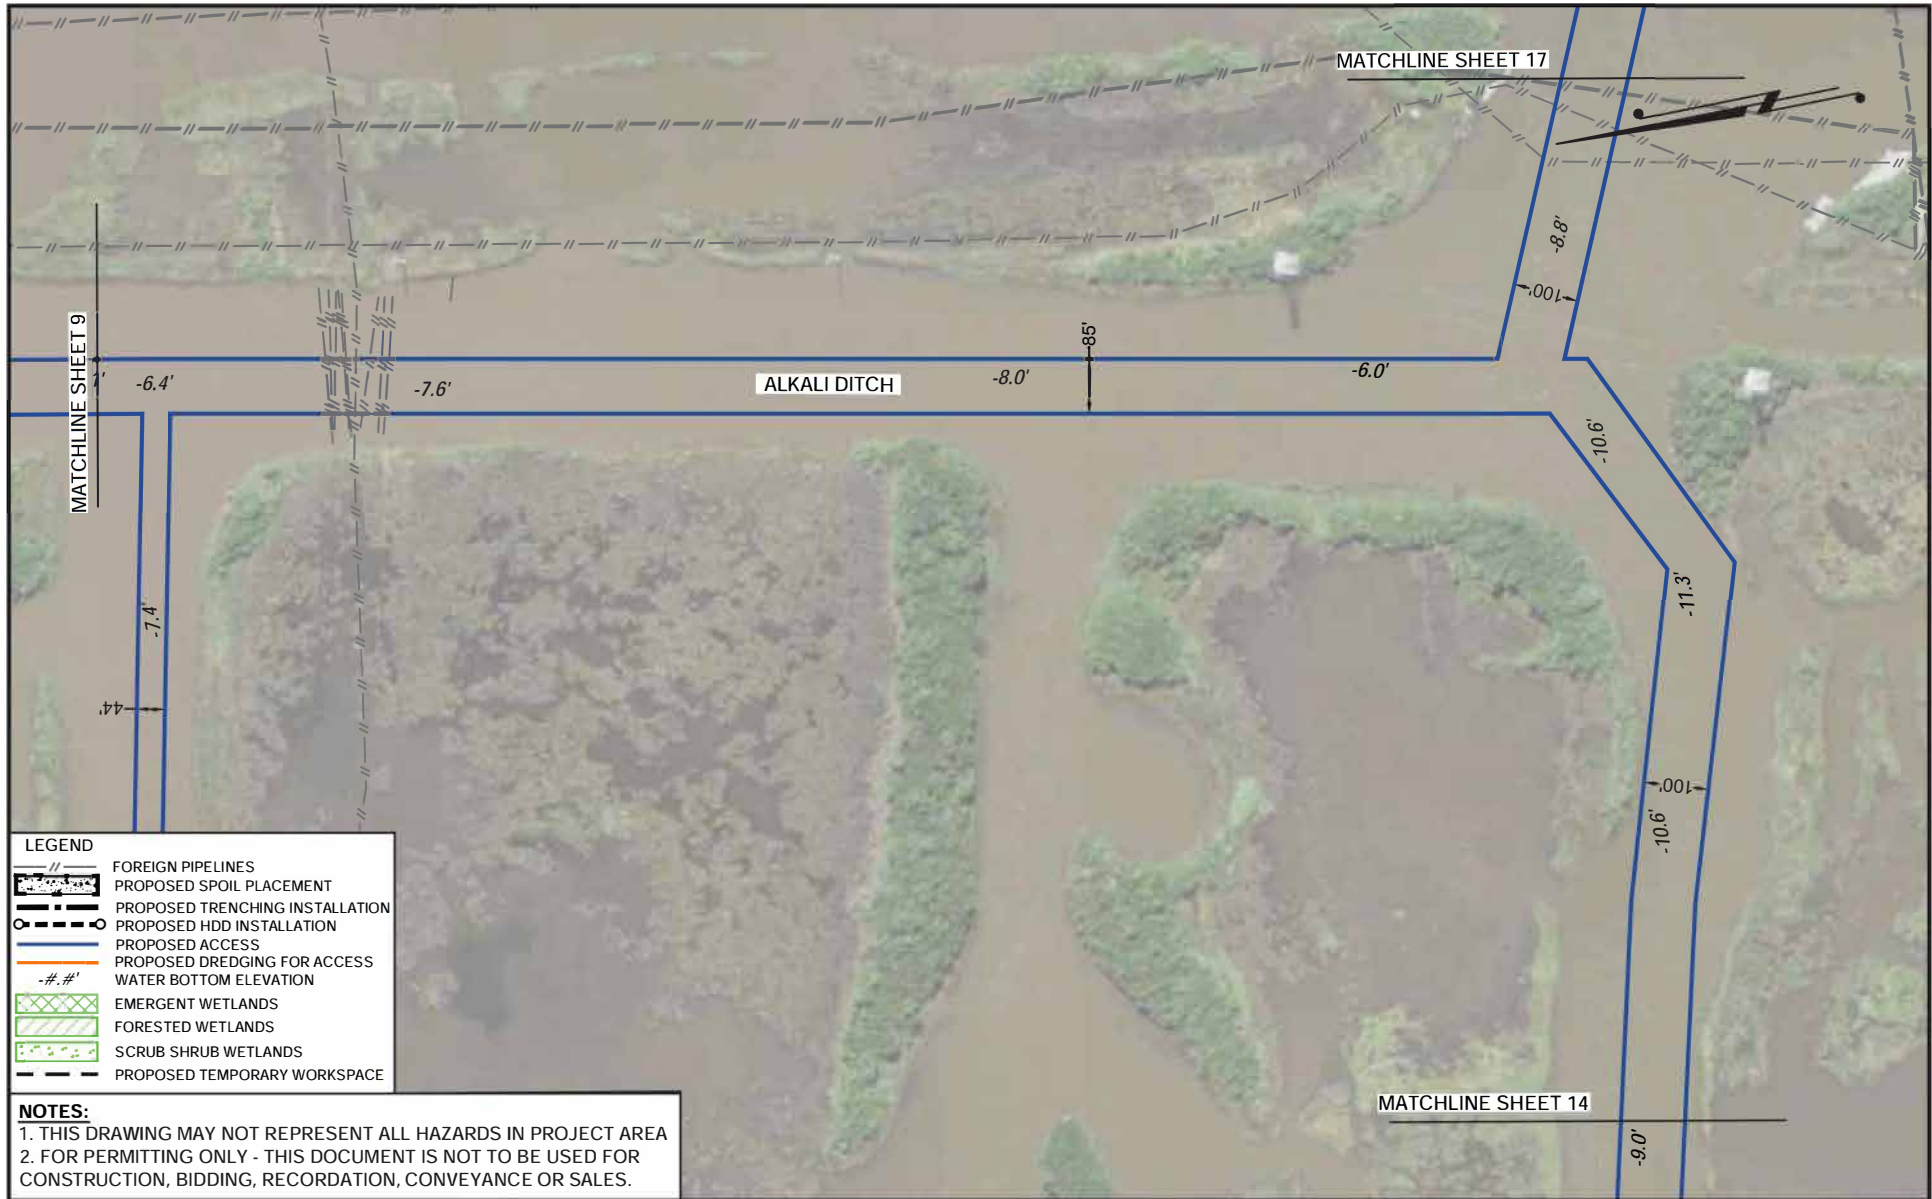 MATCHLINE SHEET 17
-8.8'
100'
MATCHLINE SHEET 9
1'
-6.4'
-7.6'
ALKALI DITCH
-8.0'
85'
-6.0'
-10.6'
-11.3'
-7.4'
44'
100'
-10.6'
MATCHLINE SHEET 14
-9.0'
LEGEND
FOREIGN PIPELINES
PROPOSED SPOIL PLACEMENT
PROPOSED TRENCHING INSTALLATION
PROPOSED HDD INSTALLATION
PROPOSED ACCESS
PROPOSED DREDGING FOR ACCESS
-#.#' WATER BOTTOM ELEVATION
EMERGENT WETLANDS
FORESTED WETLANDS
SCRUB SHRUB WETLANDS
PROPOSED TEMPORARY WORKSPACE
NOTES:
1. THIS DRAWING MAY NOT REPRESENT ALL HAZARDS IN PROJECT AREA
2. FOR PERMITTING ONLY - THIS DOCUMENT IS NOT TO BE USED FOR
CONSTRUCTION, BIDDING, RECORDATION, CONVEYANCE OR SALES.